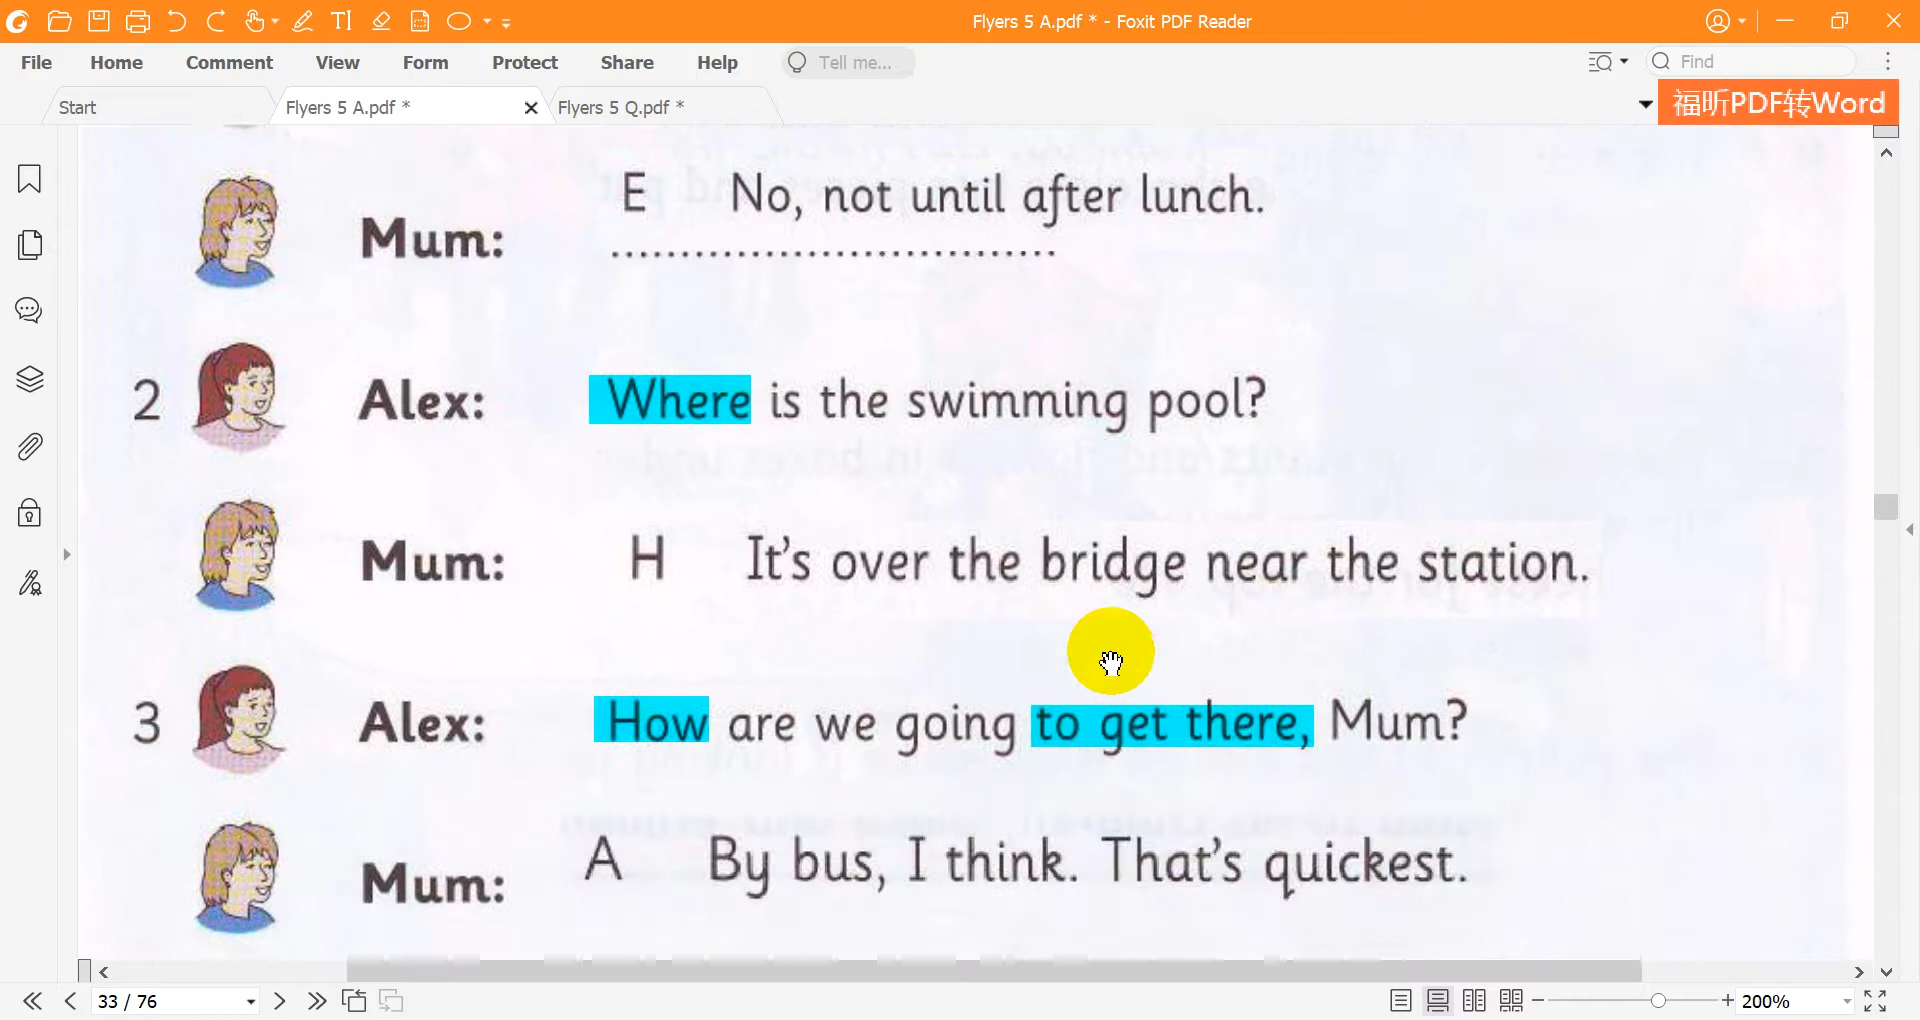 Flyers 5 A.pdf * - Foxit PDF Reader
File Home Comment View Form Protect Share Help Tell me... Find
Start Flyers 5 A.pdf * Flyers 5 Q.pdf * 福昕PDF转Word
E No, not until after lunch.
Mum: ..............................
2 Alex: Where is the swimming pool?
Mum: H It's over the bridge near the station.
3 Alex: How are we going to get there, Mum?
Mum: A By bus, I think. That's quickest.
33 / 76 200%